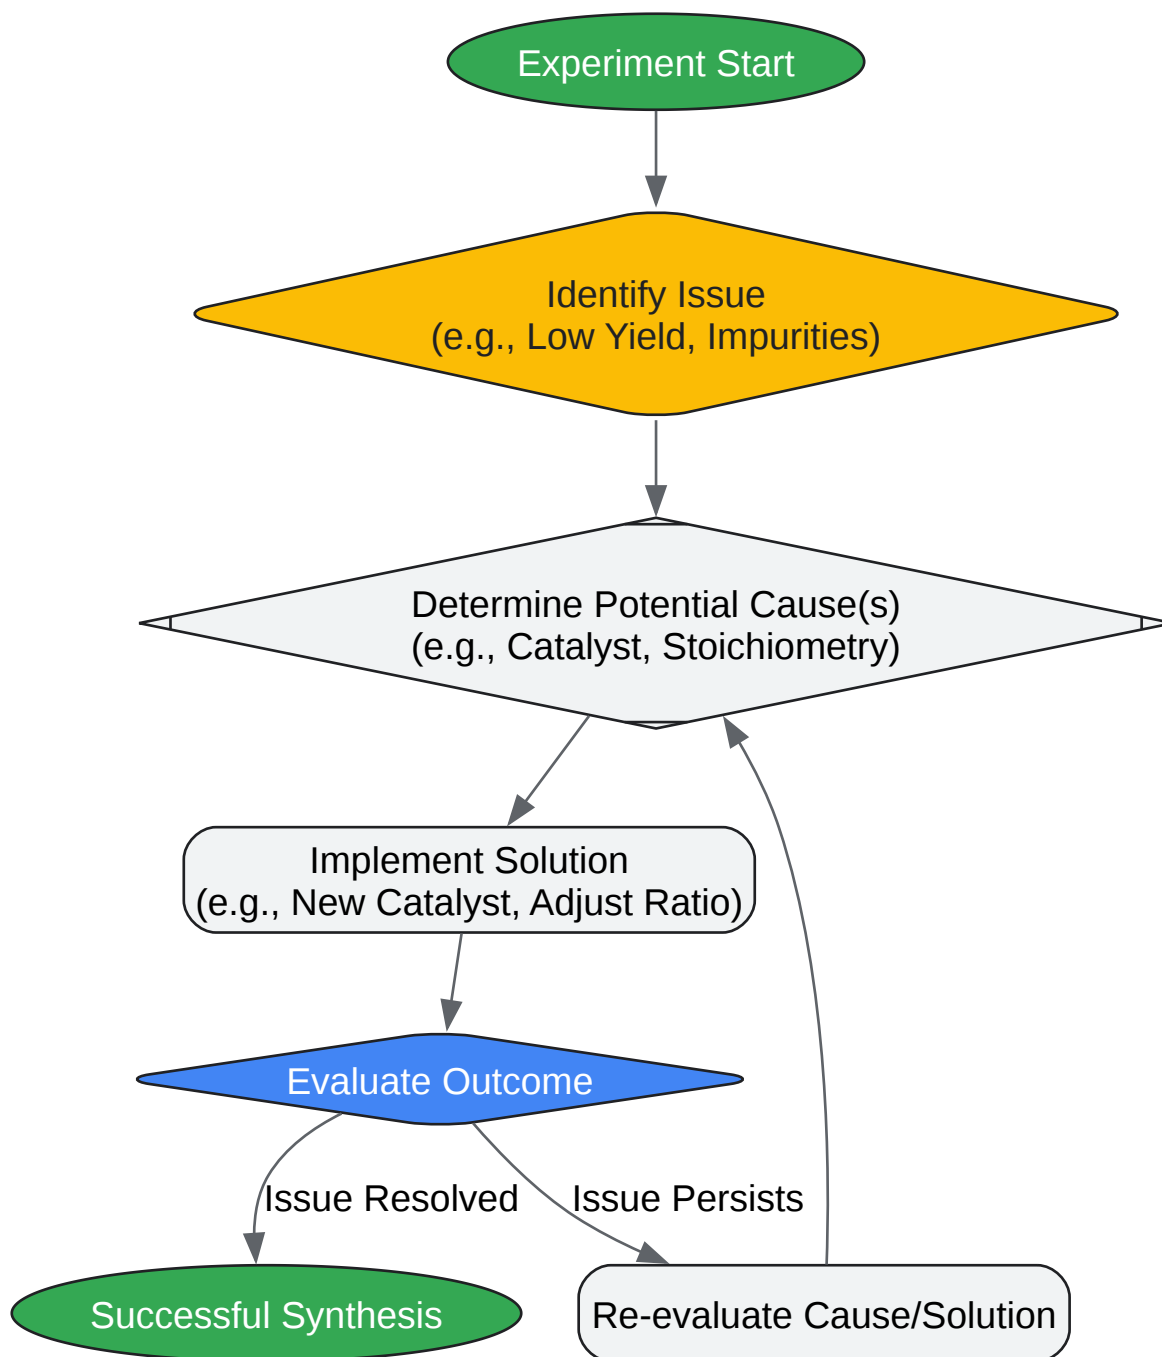 Experiment Start
Identify Issue
(e.g., Low Yield, Impurities)
Determine Potential Cause(s)
(e.g., Catalyst, Stoichiometry)
Implement Solution
(e.g., New Catalyst, Adjust Ratio)
Evaluate Outcome
Issue Resolved
Issue Persists
Successful Synthesis
Re-evaluate Cause/Solution